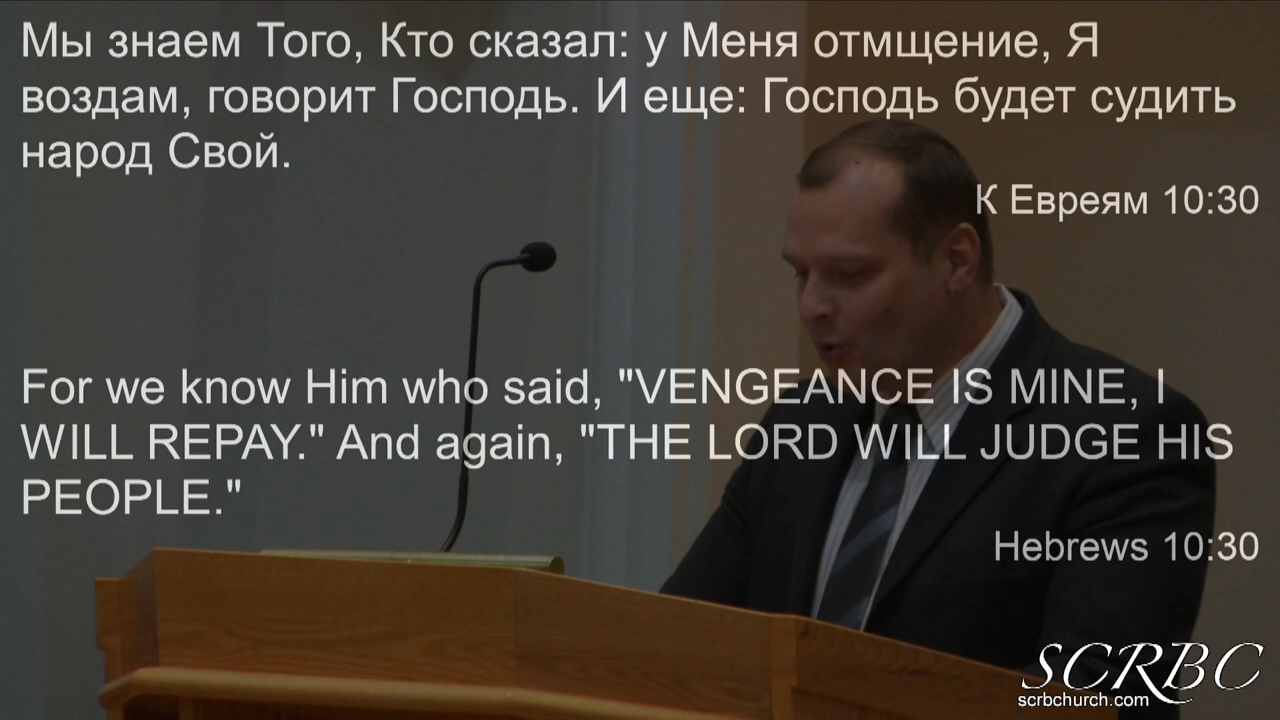 Мы знаем Того, Кто сказал: у Меня отмщение, Я
воздам, говорит Господь. И еще: Господь будет судить
народ Свой.
К Евреям 10:30
For we know Him who said, "VENGEANCE IS MINE, I
WILL REPAY." And again, "THE LORD WILL JUDGE HIS
PEOPLE."
Hebrews 10:30
SCRBC
scrbchurch.com